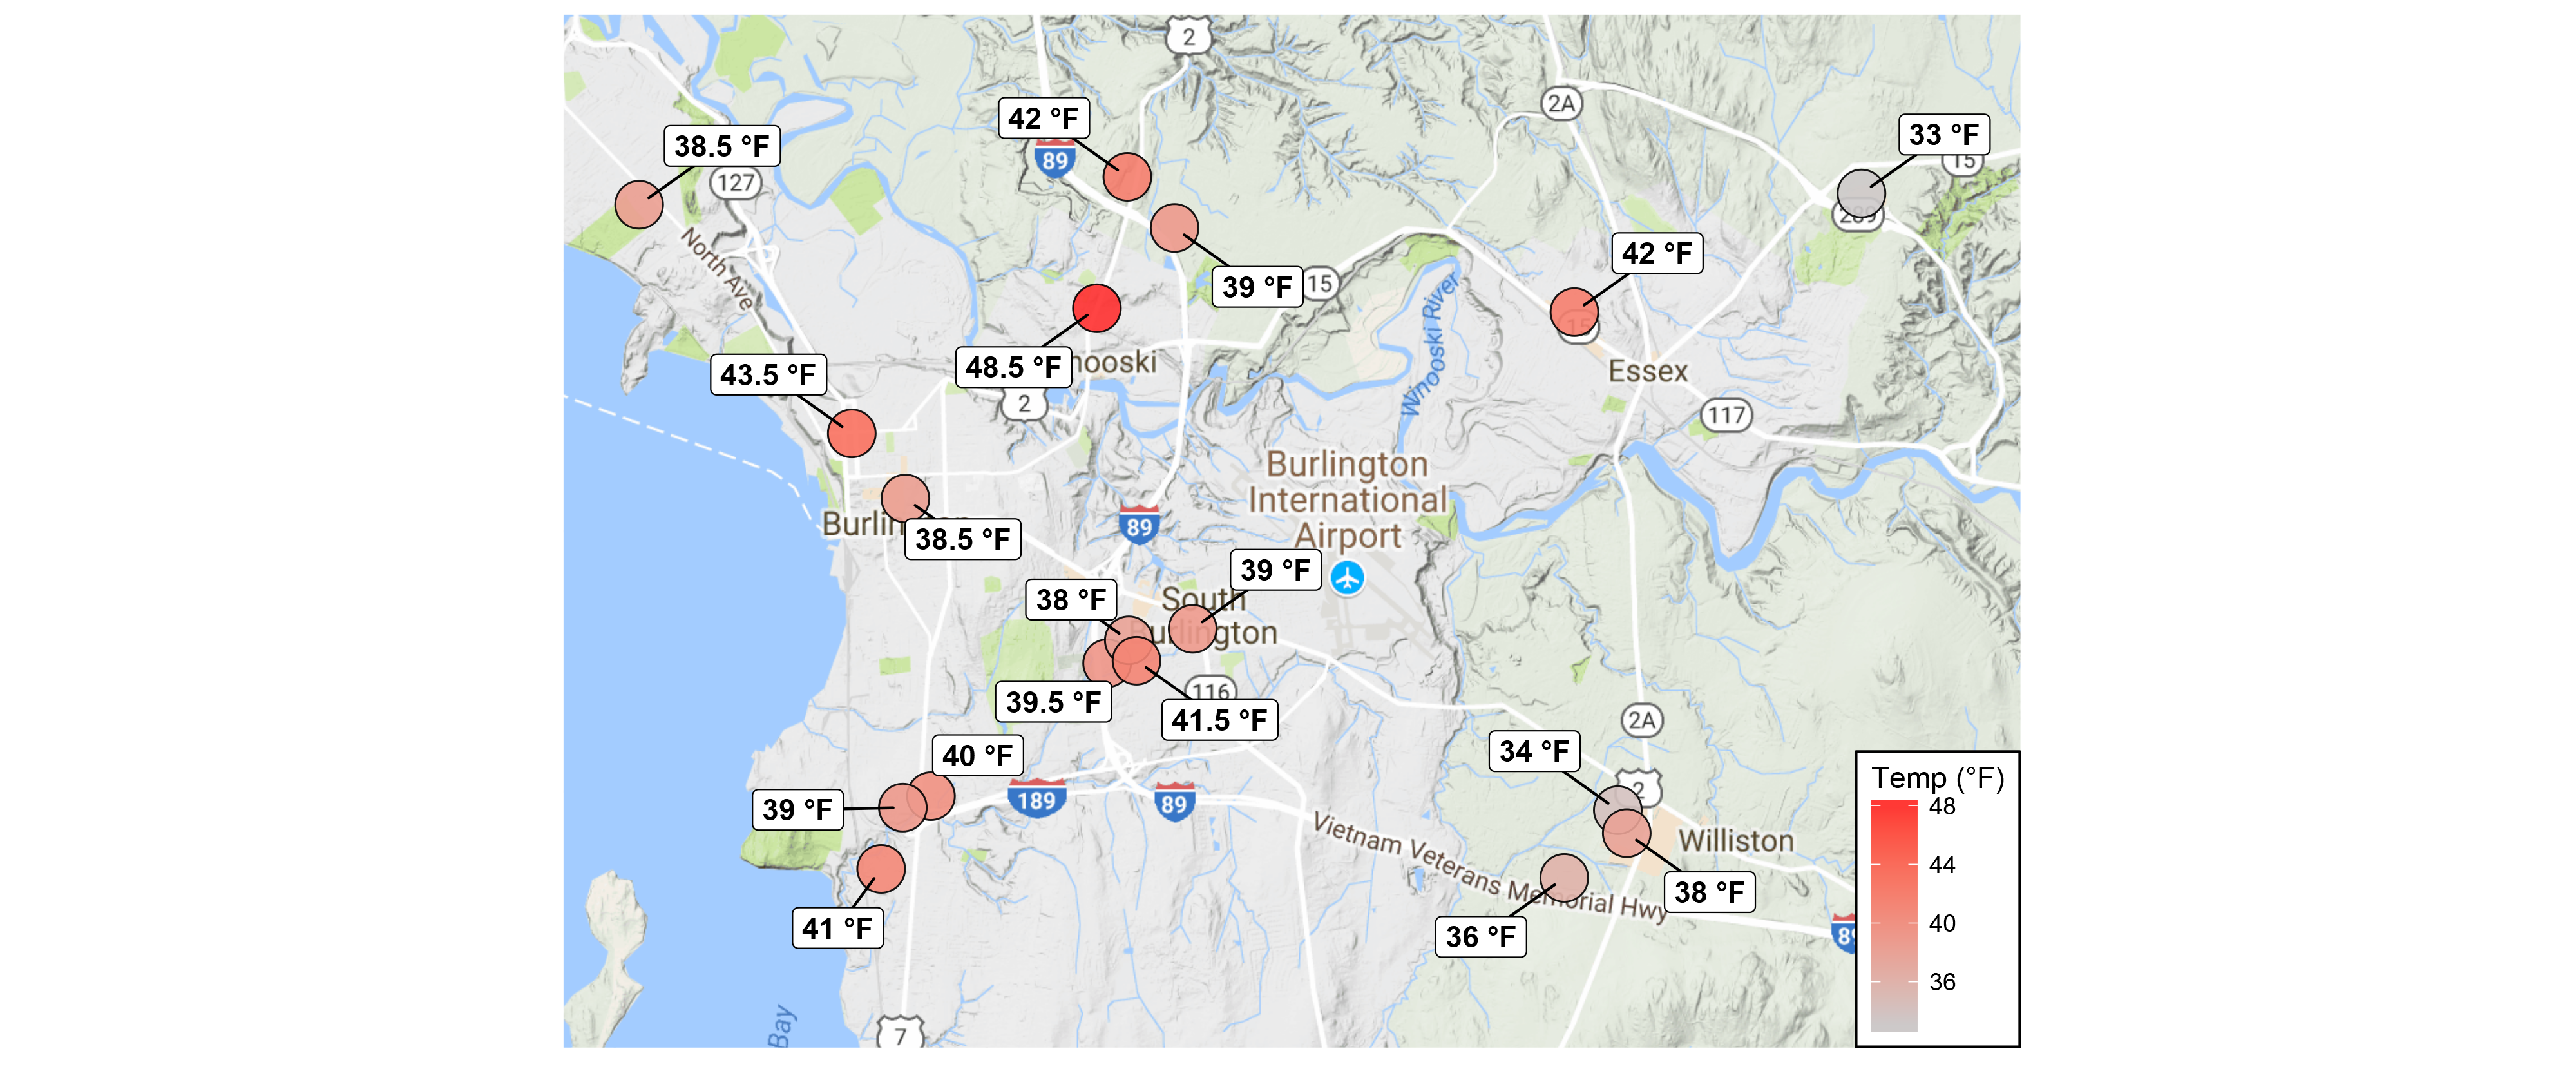 2
42 °F
89
2A
33 °F
15
38.5 °F
127
289
North Ave
39 °F
15
42 °F
15
48.5 °F
nooski
2
Winooski River
Essex
43.5 °F
117
Burlington
International
Airport
38.5 °F
89
39 °F
38 °F
South
Burlington
39.5 °F
116
41.5 °F
2A
40 °F
39 °F
189
89
34 °F
2
Williston
Vietnam Veterans Memorial Hwy
38 °F
36 °F
41 °F
89
Bay
7
Temp (°F)
48
44
40
36